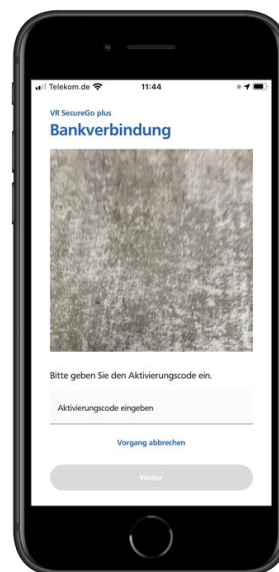 Telekom.de 11:44
VR SecureGo plus
Bankverbindung
Bitte geben Sie den Aktivierungscode ein.
Aktivierungscode eingeben
Vorgang abbrechen
Weiter